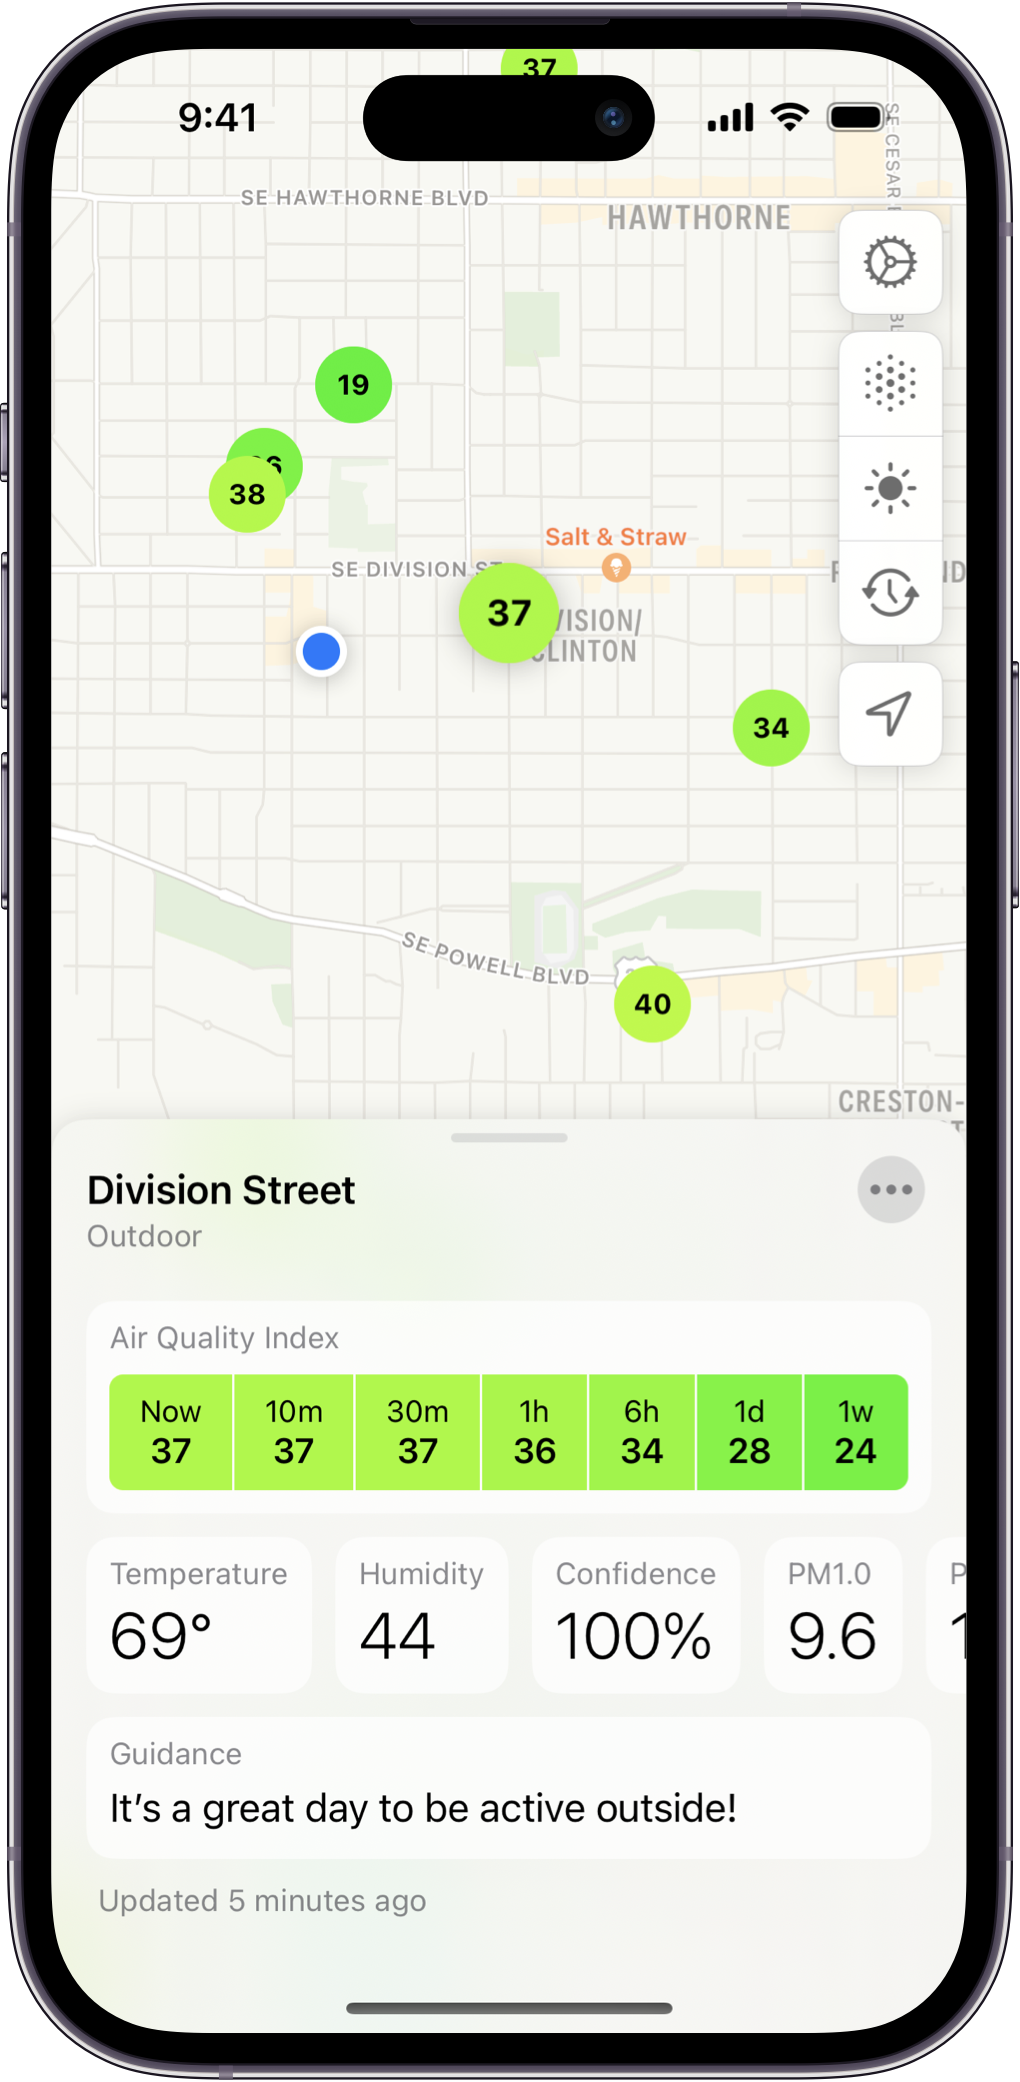 37
9:41
SE CESAR
SE HAWTHORNE BLVD
HAWTHORNE
BL
19
38
Salt & Straw
SE DIVISION ST
37
VISION/
CLINTON
34
SE POWELL BLVD
40
CRESTON-
Division Street
Outdoor
Air Quality Index
Now 10m 30m 1h 6h 1d 1w
37 37 37 36 34 28 24
Temperature Humidity Confidence PM1.0 P
69° 44 100% 9.6 1
Guidance
It’s a great day to be active outside!
Updated 5 minutes ago